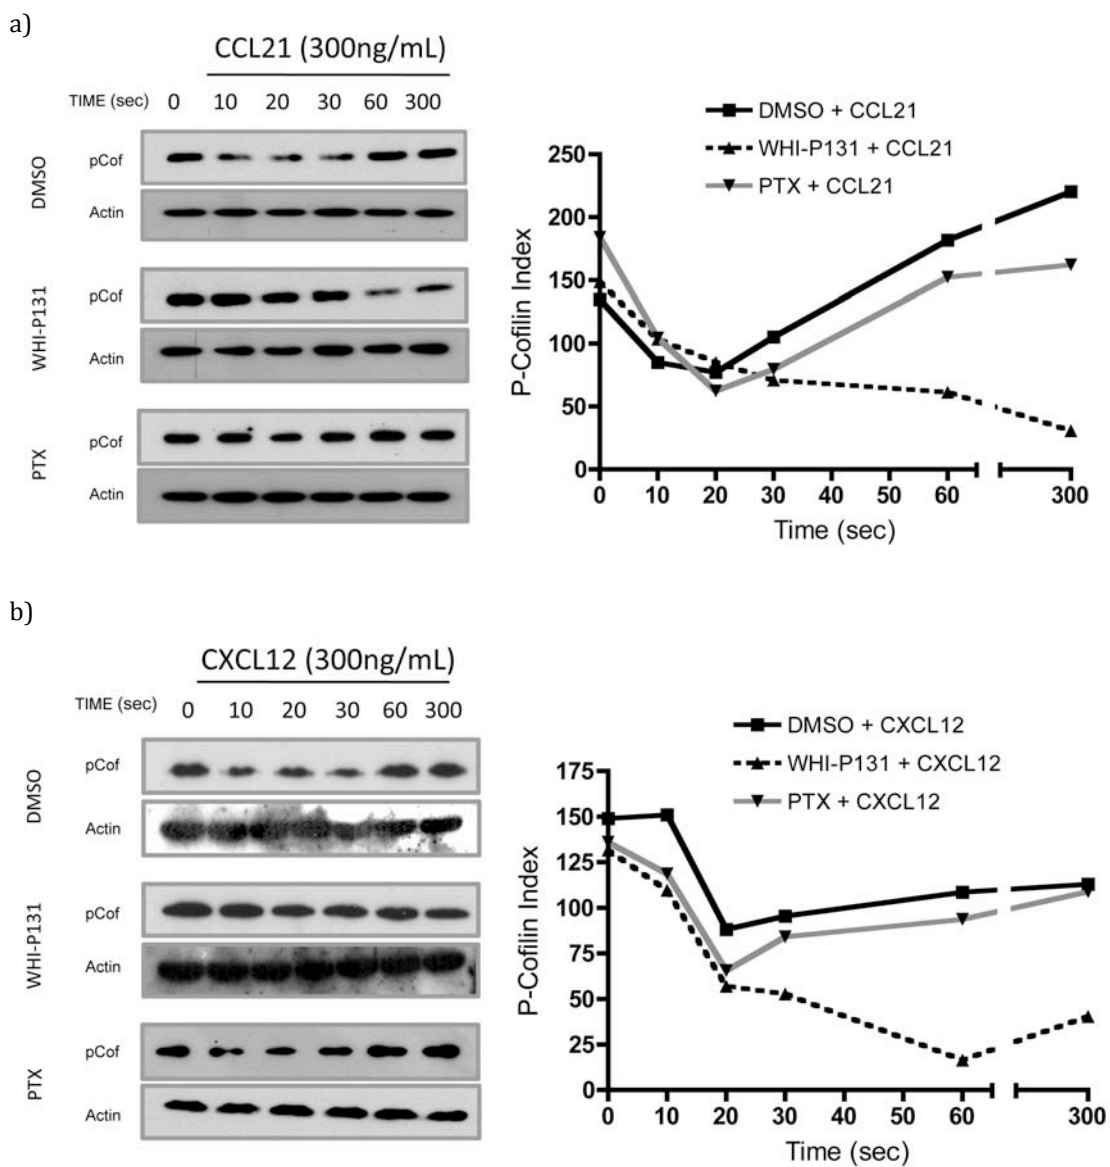 a)
CCL21 (300ng/mL)
TIME (sec) 0 10 20 30 60 300
DMSO
pCof
Actin
WHI-P131
pCof
Actin
PTX
pCof
Actin
DMSO + CCL21
WHI-P131 + CCL21
PTX + CCL21
P-Cofilin Index
250
200
150
100
50
0
0 10 20 30 40 50 60 300
Time (sec)
b)
CXCL12 (300ng/mL)
TIME (sec) 0 10 20 30 60 300
DMSO
pCof
Actin
WHI-P131
pCof
Actin
PTX
pCof
Actin
DMSO + CXCL12
WHI-P131 + CXCL12
PTX + CXCL12
P-Cofilin Index
175
150
125
100
75
50
25
0
0 10 20 30 40 50 60 300
Time (sec)